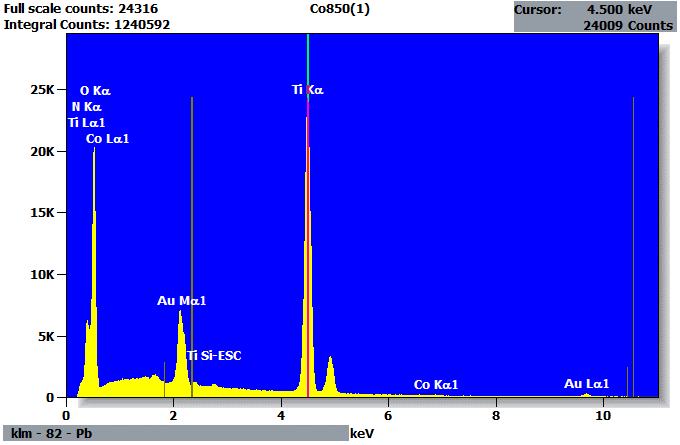 Full scale counts: 24316
Co850(1)
Cursor: 4.500 keV
Integral Counts: 1240592
24009 Counts
25K
O Kα
Ti Kα
N Kα
Ti Lα1
Co Lα1
20K
15K
10K
Au Mα1
5K
Ti Si-ESC
Co Kα1
Au Lα1
0
0 2 4 6 8 10
klm - 82 - Pb
keV